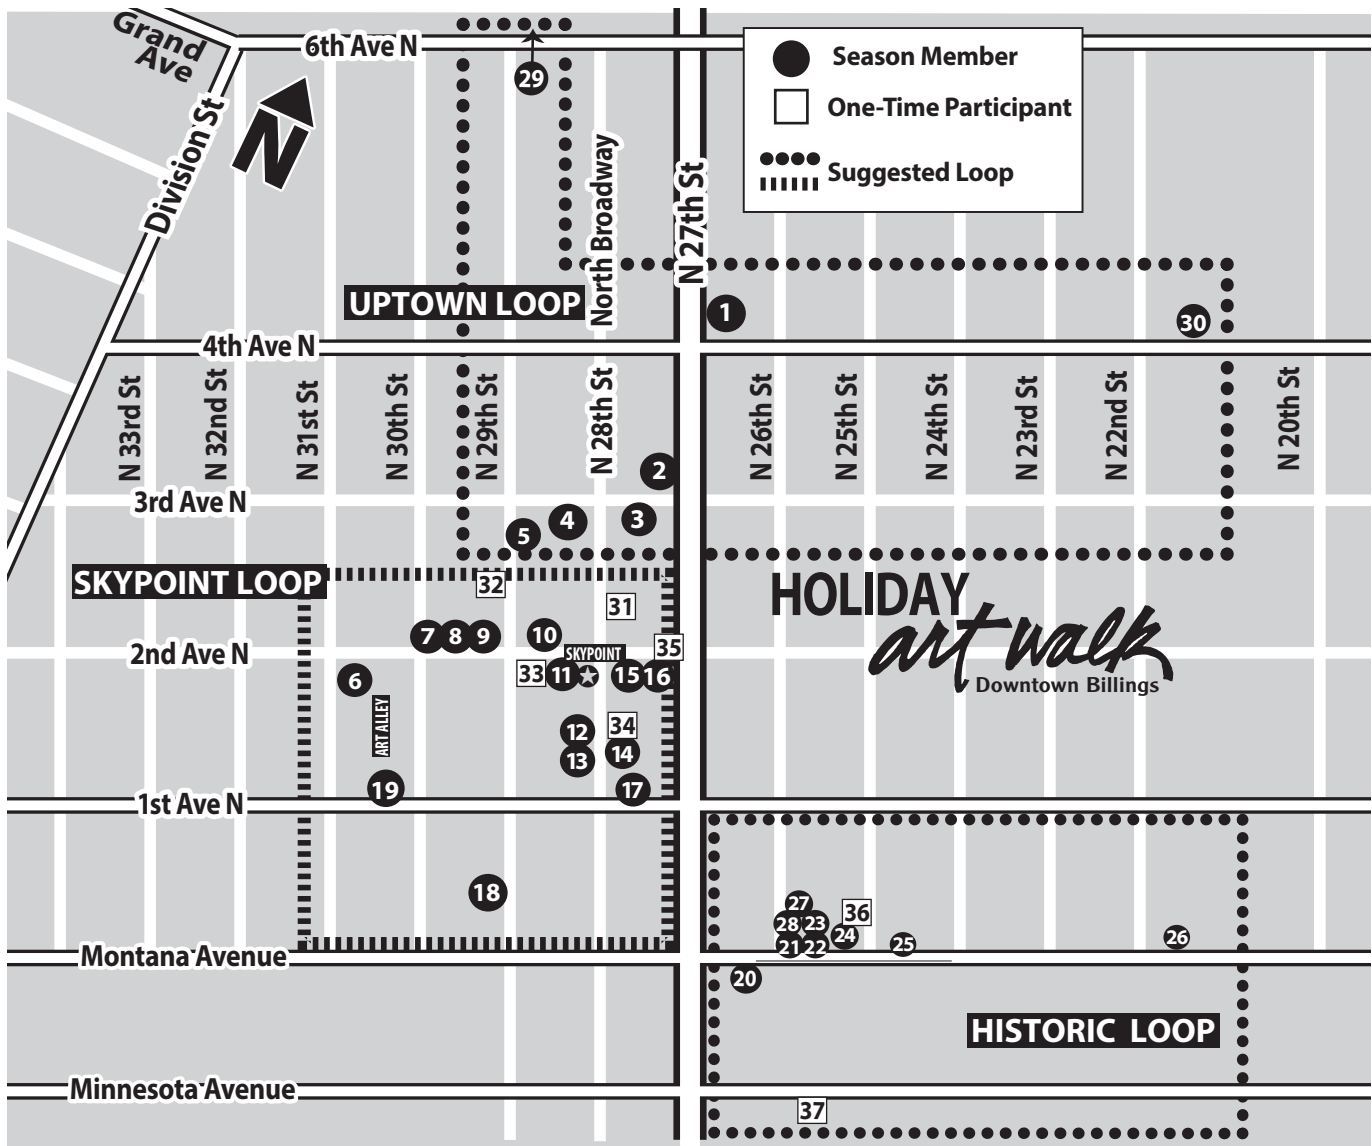 Grand
Ave
6th Ave N
29
Season Member
One-Time Participant
Suggested Loop
N
Division St
North Broadway
N 27th St
UPTOWN LOOP
1
30
4th Ave N
N 33rd St
N 32nd St
N 31st St
N 30th St
N 29th St
N 28th St
N 26th St
N 25th St
N 24th St
N 23rd St
N 22nd St
N 20th St
2
3rd Ave N
5
4
3
SKYPOINT LOOP
32
31
HOLIDAY
art walk
Downtown Billings
7
8
9
10
SKYPOINT
35
2nd Ave N
6
33
11
15
16
ART ALLEY
12
34
13
14
19
17
1st Ave N
18
27
36
28
23
24
21
22
25
26
Montana Avenue
20
HISTORIC LOOP
Minnesota Avenue
37